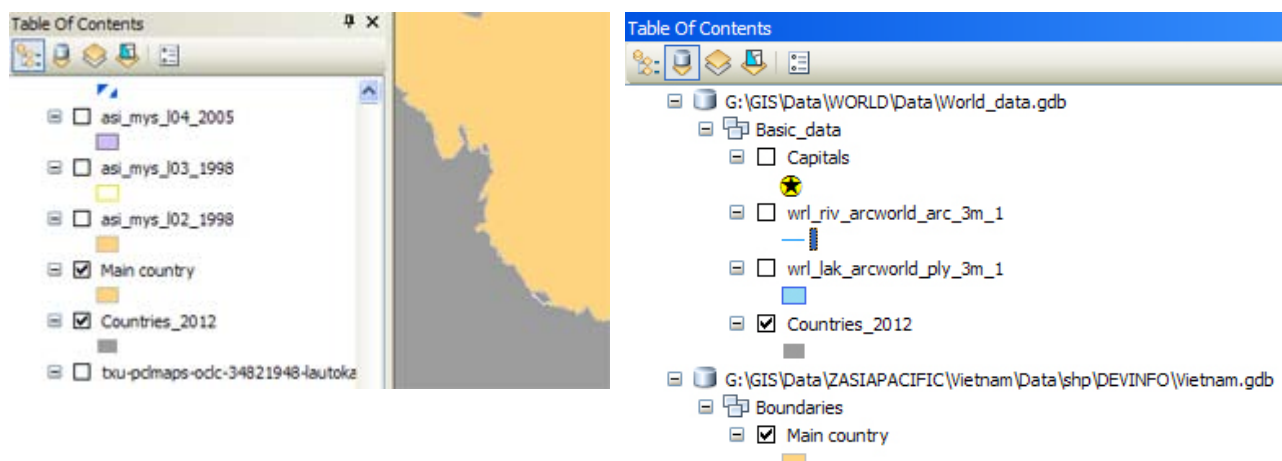 Table Of Contents
asi_mys_l04_2005
asi_mys_l03_1998
asi_mys_l02_1998
Main country
Countries_2012
txu-pclmaps-oclc-34821948-lautoka
Table Of Contents
G:\GIS\Data\WORLD\Data\World_data.gdb
Basic_data
Capitals
wrl_riv_arcworld_arc_3m_1
wrl_lak_arcworld_ply_3m_1
Countries_2012
G:\GIS\Data\ZASIAPACIFIC\Vietnam\Data\shp\DEVINFO\Vietnam.gdb
Boundaries
Main country